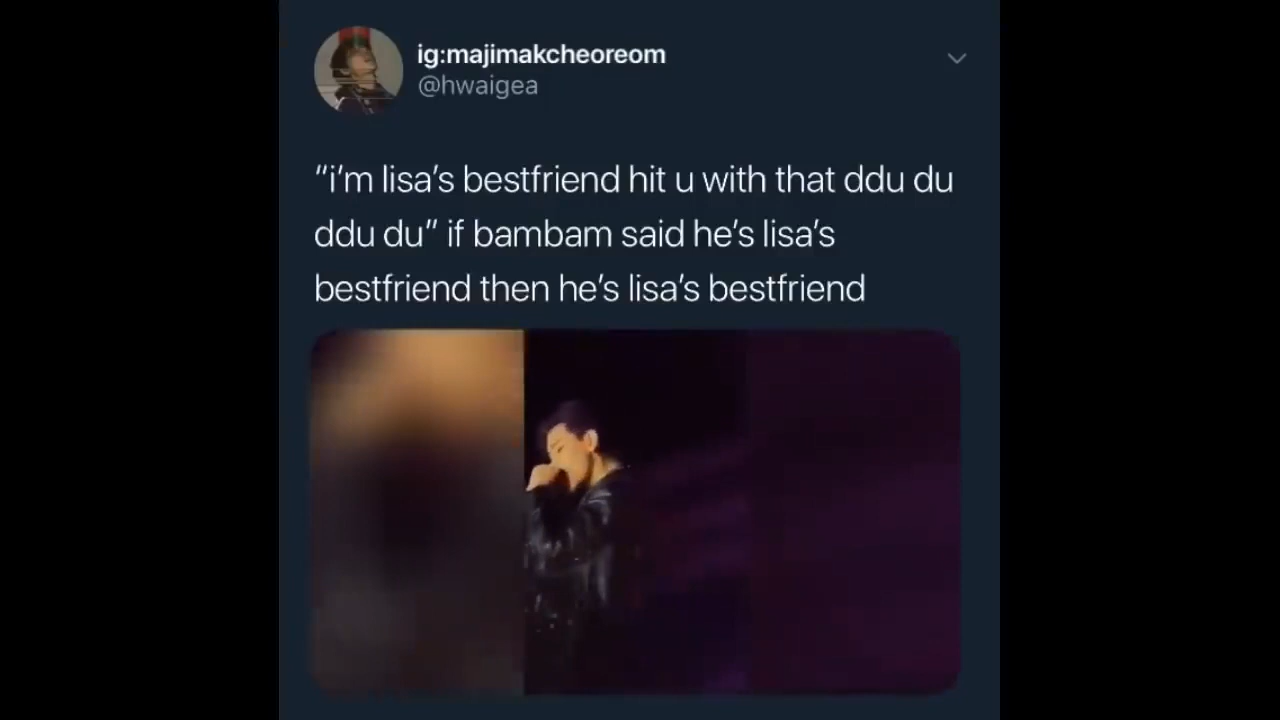 ig:majimakcheoreom
@hwaigea
“i’m lisa’s bestfriend hit u with that ddu du
ddu du” if bambam said he’s lisa’s
bestfriend then he’s lisa’s bestfriend